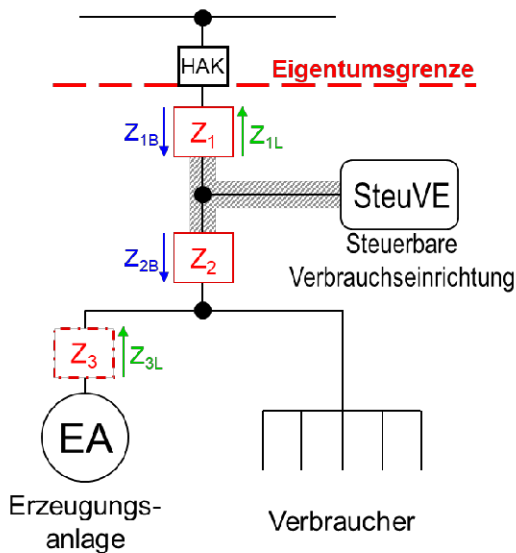 HAK
Eigentumsgrenze
Z1B
Z1
Z1L
SteuVE
Steuerbare
Verbrauchseinrichtung
Z2B
Z2
Z3
Z3L
EA
Erzeugungs-
anlage
Verbraucher